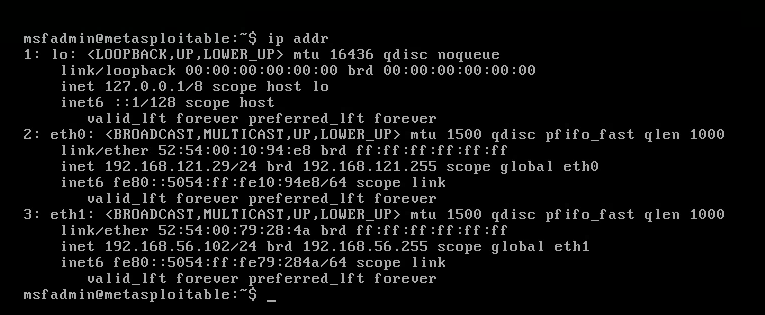 msfadmin@metasploitable:~$ ip addr
1: lo: <LOOPBACK,UP,LOWER_UP> mtu 16436 qdisc noqueue
    link/loopback 00:00:00:00:00:00 brd 00:00:00:00:00:00
    inet 127.0.0.1/8 scope host lo
    inet6 ::1/128 scope host
       valid_lft forever preferred_lft forever
2: eth0: <BROADCAST,MULTICAST,UP,LOWER_UP> mtu 1500 qdisc pfifo_fast qlen 1000
    link/ether 52:54:00:10:94:e8 brd ff:ff:ff:ff:ff:ff
    inet 192.168.121.29/24 brd 192.168.121.255 scope global eth0
    inet6 fe80::5054:ff:fe10:94e8/64 scope link
       valid_lft forever preferred_lft forever
3: eth1: <BROADCAST,MULTICAST,UP,LOWER_UP> mtu 1500 qdisc pfifo_fast qlen 1000
    link/ether 52:54:00:79:28:4a brd ff:ff:ff:ff:ff:ff
    inet 192.168.56.102/24 brd 192.168.56.255 scope global eth1
    inet6 fe80::5054:ff:fe79:284a/64 scope link
       valid_lft forever preferred_lft forever
msfadmin@metasploitable:~$ _